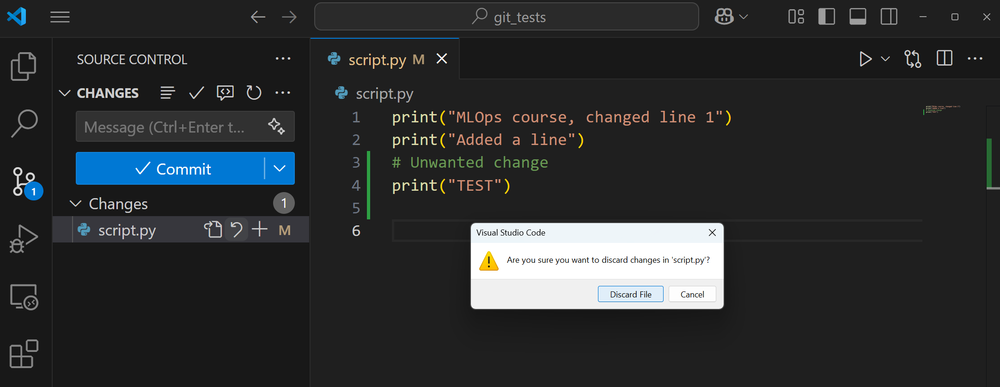 git_tests
SOURCE CONTROL
CHANGES
Message (Ctrl+Enter t...
Commit
1
Changes 1
script.py M
script.py M
script.py
1 print("MLOps course, changed line 1")
2 print("Added a line")
3 # Unwanted change
4 print("TEST")
5
6
Visual Studio Code
Are you sure you want to discard changes in 'script.py'?
Discard File Cancel